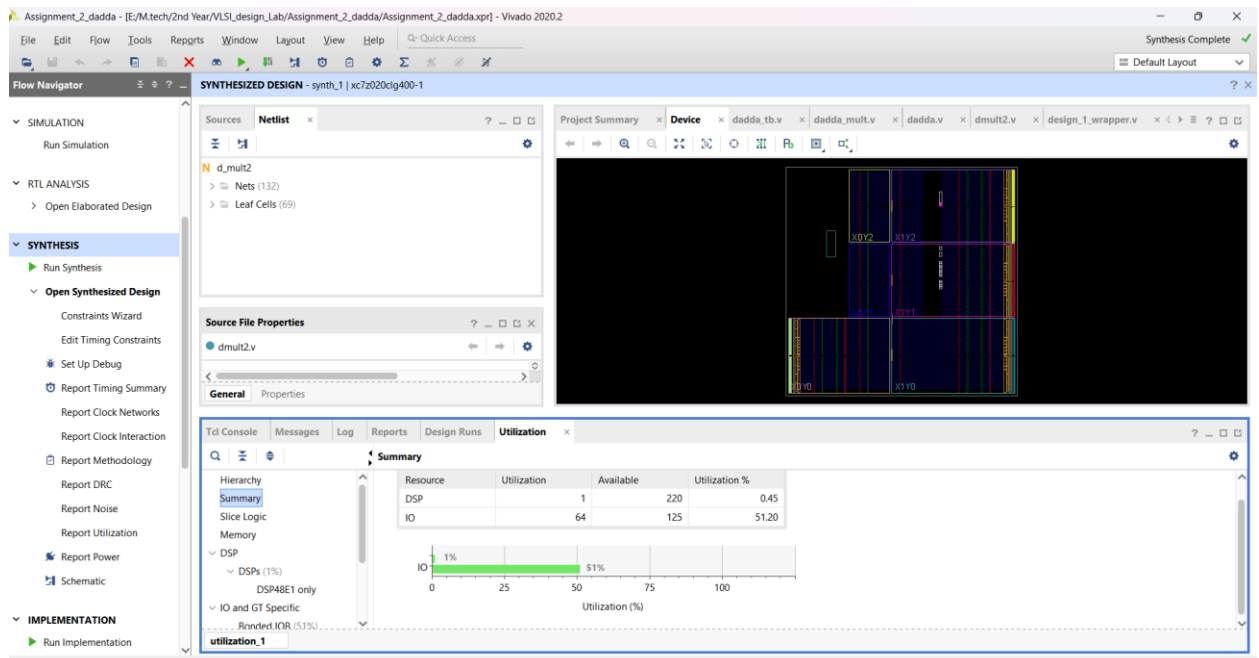 Assignment_2_dadda - [E:/M.tech/2nd Year/VLSI_design_Lab/Assignment_2_dadda/Assignment_2_dadda.xpr] - Vivado 2020.2
File Edit Flow Tools Reports Window Layout View Help Q- Quick Access
Synthesis Complete
Default Layout
Flow Navigator
SYNTHESIZED DESIGN - synth_1 | xc7z020clg400-1
SIMULATION
Run Simulation
RTL ANALYSIS
Open Elaborated Design
SYNTHESIS
Run Synthesis
Open Synthesized Design
Constraints Wizard
Edit Timing Constraints
Set Up Debug
Report Timing Summary
Report Clock Networks
Report Clock Interaction
Report Methodology
Report DRC
Report Noise
Report Utilization
Report Power
Schematic
IMPLEMENTATION
Run Implementation
Sources Netlist
N d_mult2
Nets (132)
Leaf Cells (69)
Source File Properties
dmult2.v
General Properties
Project Summary Device dadda_tb.v dadda_mult.v dadda.v dmult2.v design_1_wrapper.v
X0Y2 X1Y2
X1Y1
X0Y0 X1Y0
Tcl Console Messages Log Reports Design Runs Utilization
Summary
Hierarchy
Summary
Slice Logic
Memory
DSP
DSPs (1%)
DSP48E1 only
IO and GT Specific
Bonded IOB (51%)
Resource Utilization Available Utilization %
DSP 1 220 0.45
IO 64 125 51.20
1%
IO 51%
0 25 50 75 100
Utilization (%)
utilization_1